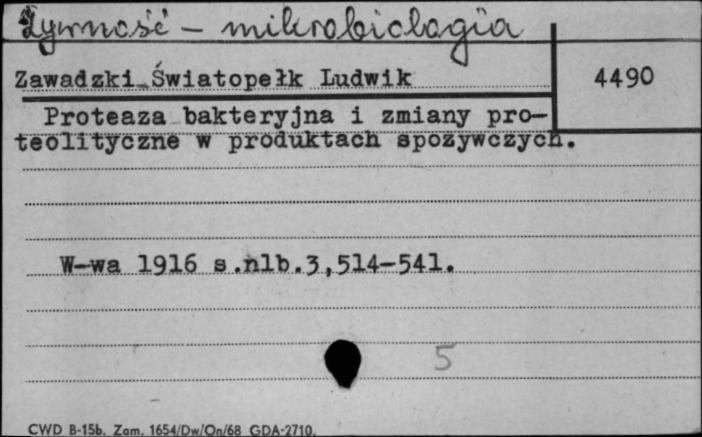 Żywność - mikrobiologia
Zawadzki Światopełk Ludwik
4490
Proteaza bakteryjna i zmiany pro-
teolityczne w produktach spożywczych.
W-wa 1916 s.nlb.3,514-541.
5
CWD B-15b. Zam. 1654/Dw/On/68 GDA-2710.